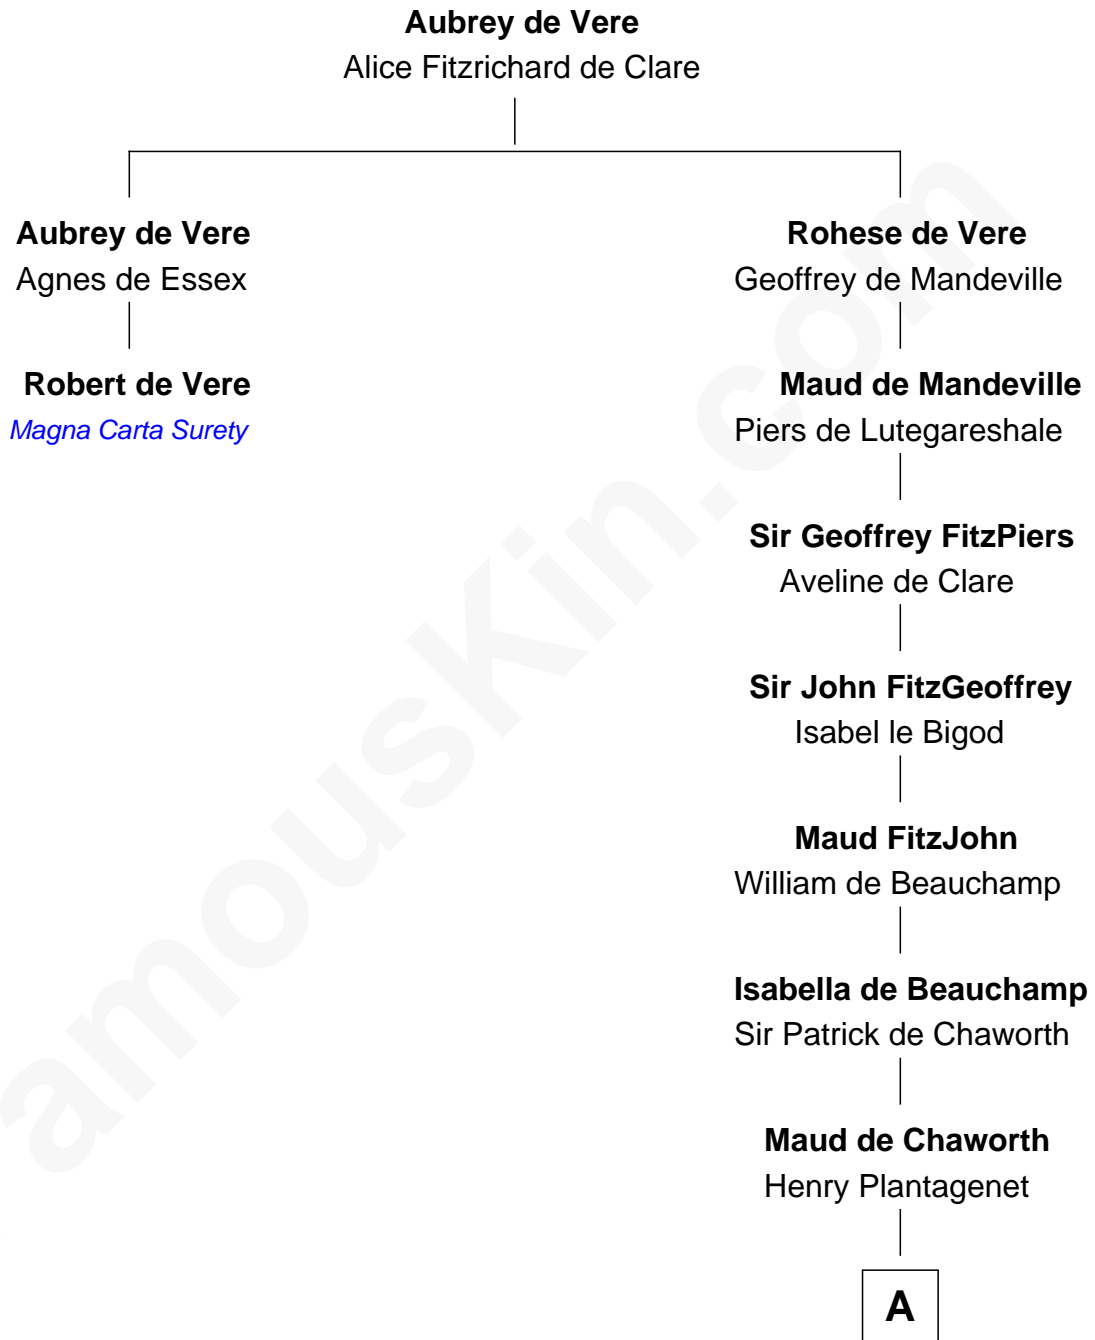 Aubrey de Vere
Alice Fitzrichard de Clare
Aubrey de Vere
Agnes de Essex
Robert de Vere
Magna Carta Surety
Rohese de Vere
Geoffrey de Mandeville
Maud de Mandeville
Piers de Lutegareshale
Sir Geoffrey FitzPiers
Aveline de Clare
Sir John FitzGeoffrey
Isabel le Bigod
Maud FitzJohn
William de Beauchamp
Isabella de Beauchamp
Sir Patrick de Chaworth
Maud de Chaworth
Henry Plantagenet
A
amouskin.com